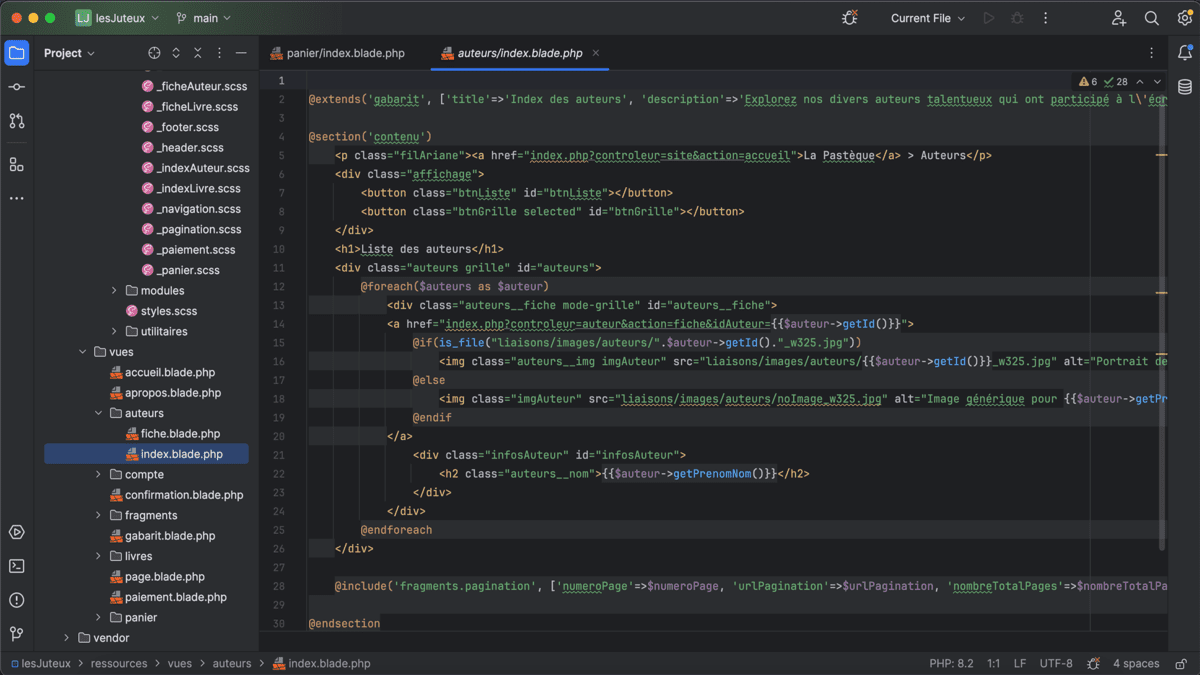 LJ lesJuteux main Current File
Project
panier/index.blade.php auteurs/index.blade.php
_ficheAuteur.scss
_ficheLivre.scss
_footer.scss
_header.scss
_indexAuteur.scss
_indexLivre.scss
_navigation.scss
_pagination.scss
_paiement.scss
_panier.scss
modules
styles.scss
utilitaires
vues
accueil.blade.php
apropos.blade.php
auteurs
fiche.blade.php
index.blade.php
compte
confirmation.blade.php
fragments
gabarit.blade.php
livres
page.blade.php
paiement.blade.php
panier
vendor
6 28
1
2 @extends('gabarit', ['title'=>'Index des auteurs', 'description'=>'Explorez nos divers auteurs talentueux qui ont participé à l\'écr
3
4 @section('contenu')
5 <p class="filAriane"><a href="index.php?controleur=site&action=accueil">La Pastèque</a> > Auteurs</p>
6 <div class="affichage">
7 <button class="btnListe" id="btnListe"></button>
8 <button class="btnGrille selected" id="btnGrille"></button>
9 </div>
10 <h1>Liste des auteurs</h1>
11 <div class="auteurs grille" id="auteurs">
12 @foreach($auteurs as $auteur)
13 <div class="auteurs__fiche mode-grille" id="auteurs__fiche">
14 <a href="index.php?controleur=auteur&action=fiche&idAuteur={{$auteur->getId()}}">
15 @if(is_file("liaisons/images/auteurs/".$auteur->getId()."_w325.jpg"))
16 <img class="auteurs__img imgAuteur" src="liaisons/images/auteurs/{{$auteur->getId()}}_w325.jpg" alt="Portrait de
17 @else
18 <img class="imgAuteur" src="liaisons/images/auteurs/noImage_w325.jpg" alt="Image générique pour {{$auteur->getPr
19 @endif
20 </a>
21 <div class="infosAuteur" id="infosAuteur">
22 <h2 class="auteurs__nom">{{$auteur->getPrenomNom()}}</h2>
23 </div>
24 </div>
25 @endforeach
26 </div>
27
28 @include('fragments.pagination', ['numeroPage'=>$numeroPage, 'urlPagination'=>$urlPagination, 'nombreTotalPages'=>$nombreTotalPa
29
30 @endsection
lesJuteux > ressources > vues > auteurs > index.blade.php PHP: 8.2 1:1 LF UTF-8 4 spaces